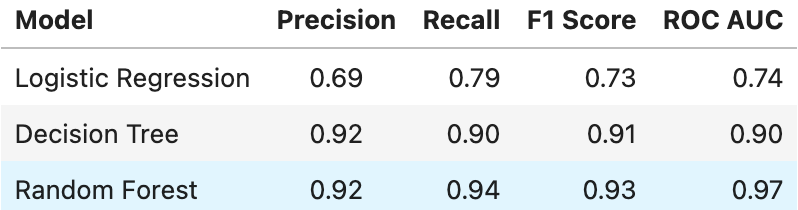 Model Precision Recall F1 Score ROC AUC
Logistic Regression 0.69 0.79 0.73 0.74
Decision Tree 0.92 0.90 0.91 0.90
Random Forest 0.92 0.94 0.93 0.97